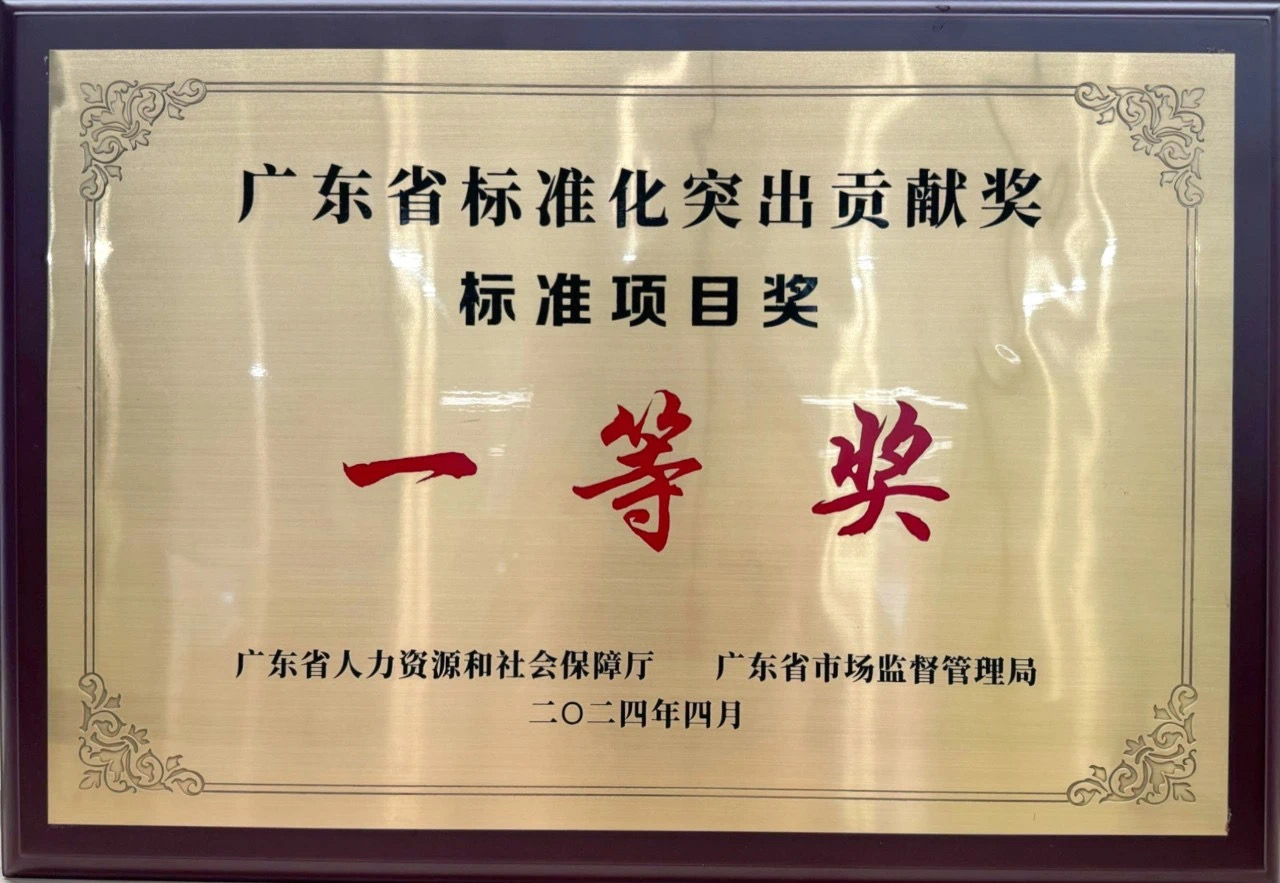 广东省标准化突出贡献奖
标准项目奖
一等奖
广东省人力资源和社会保障厅 广东省市场监督管理局
二〇二四年四月